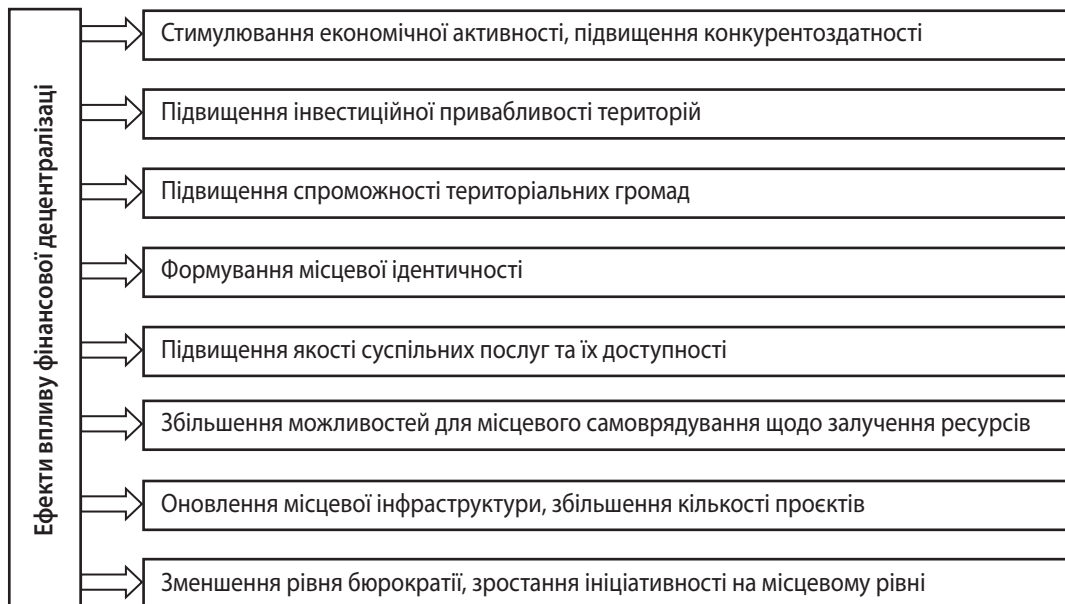 Ефекти впливу фінансової децентралізаці
Стимулювання економічної активності, підвищення конкурентоздатності
Підвищення інвестиційної привабливості територій
Підвищення спроможності територіальних громад
Формування місцевої ідентичності
Підвищення якості суспільних послуг та їх доступності
Збільшення можливостей для місцевого самоврядування щодо залучення ресурсів
Оновлення місцевої інфраструктури, збільшення кількості проєктів
Зменшення рівня бюрократії, зростання ініціативності на місцевому рівні